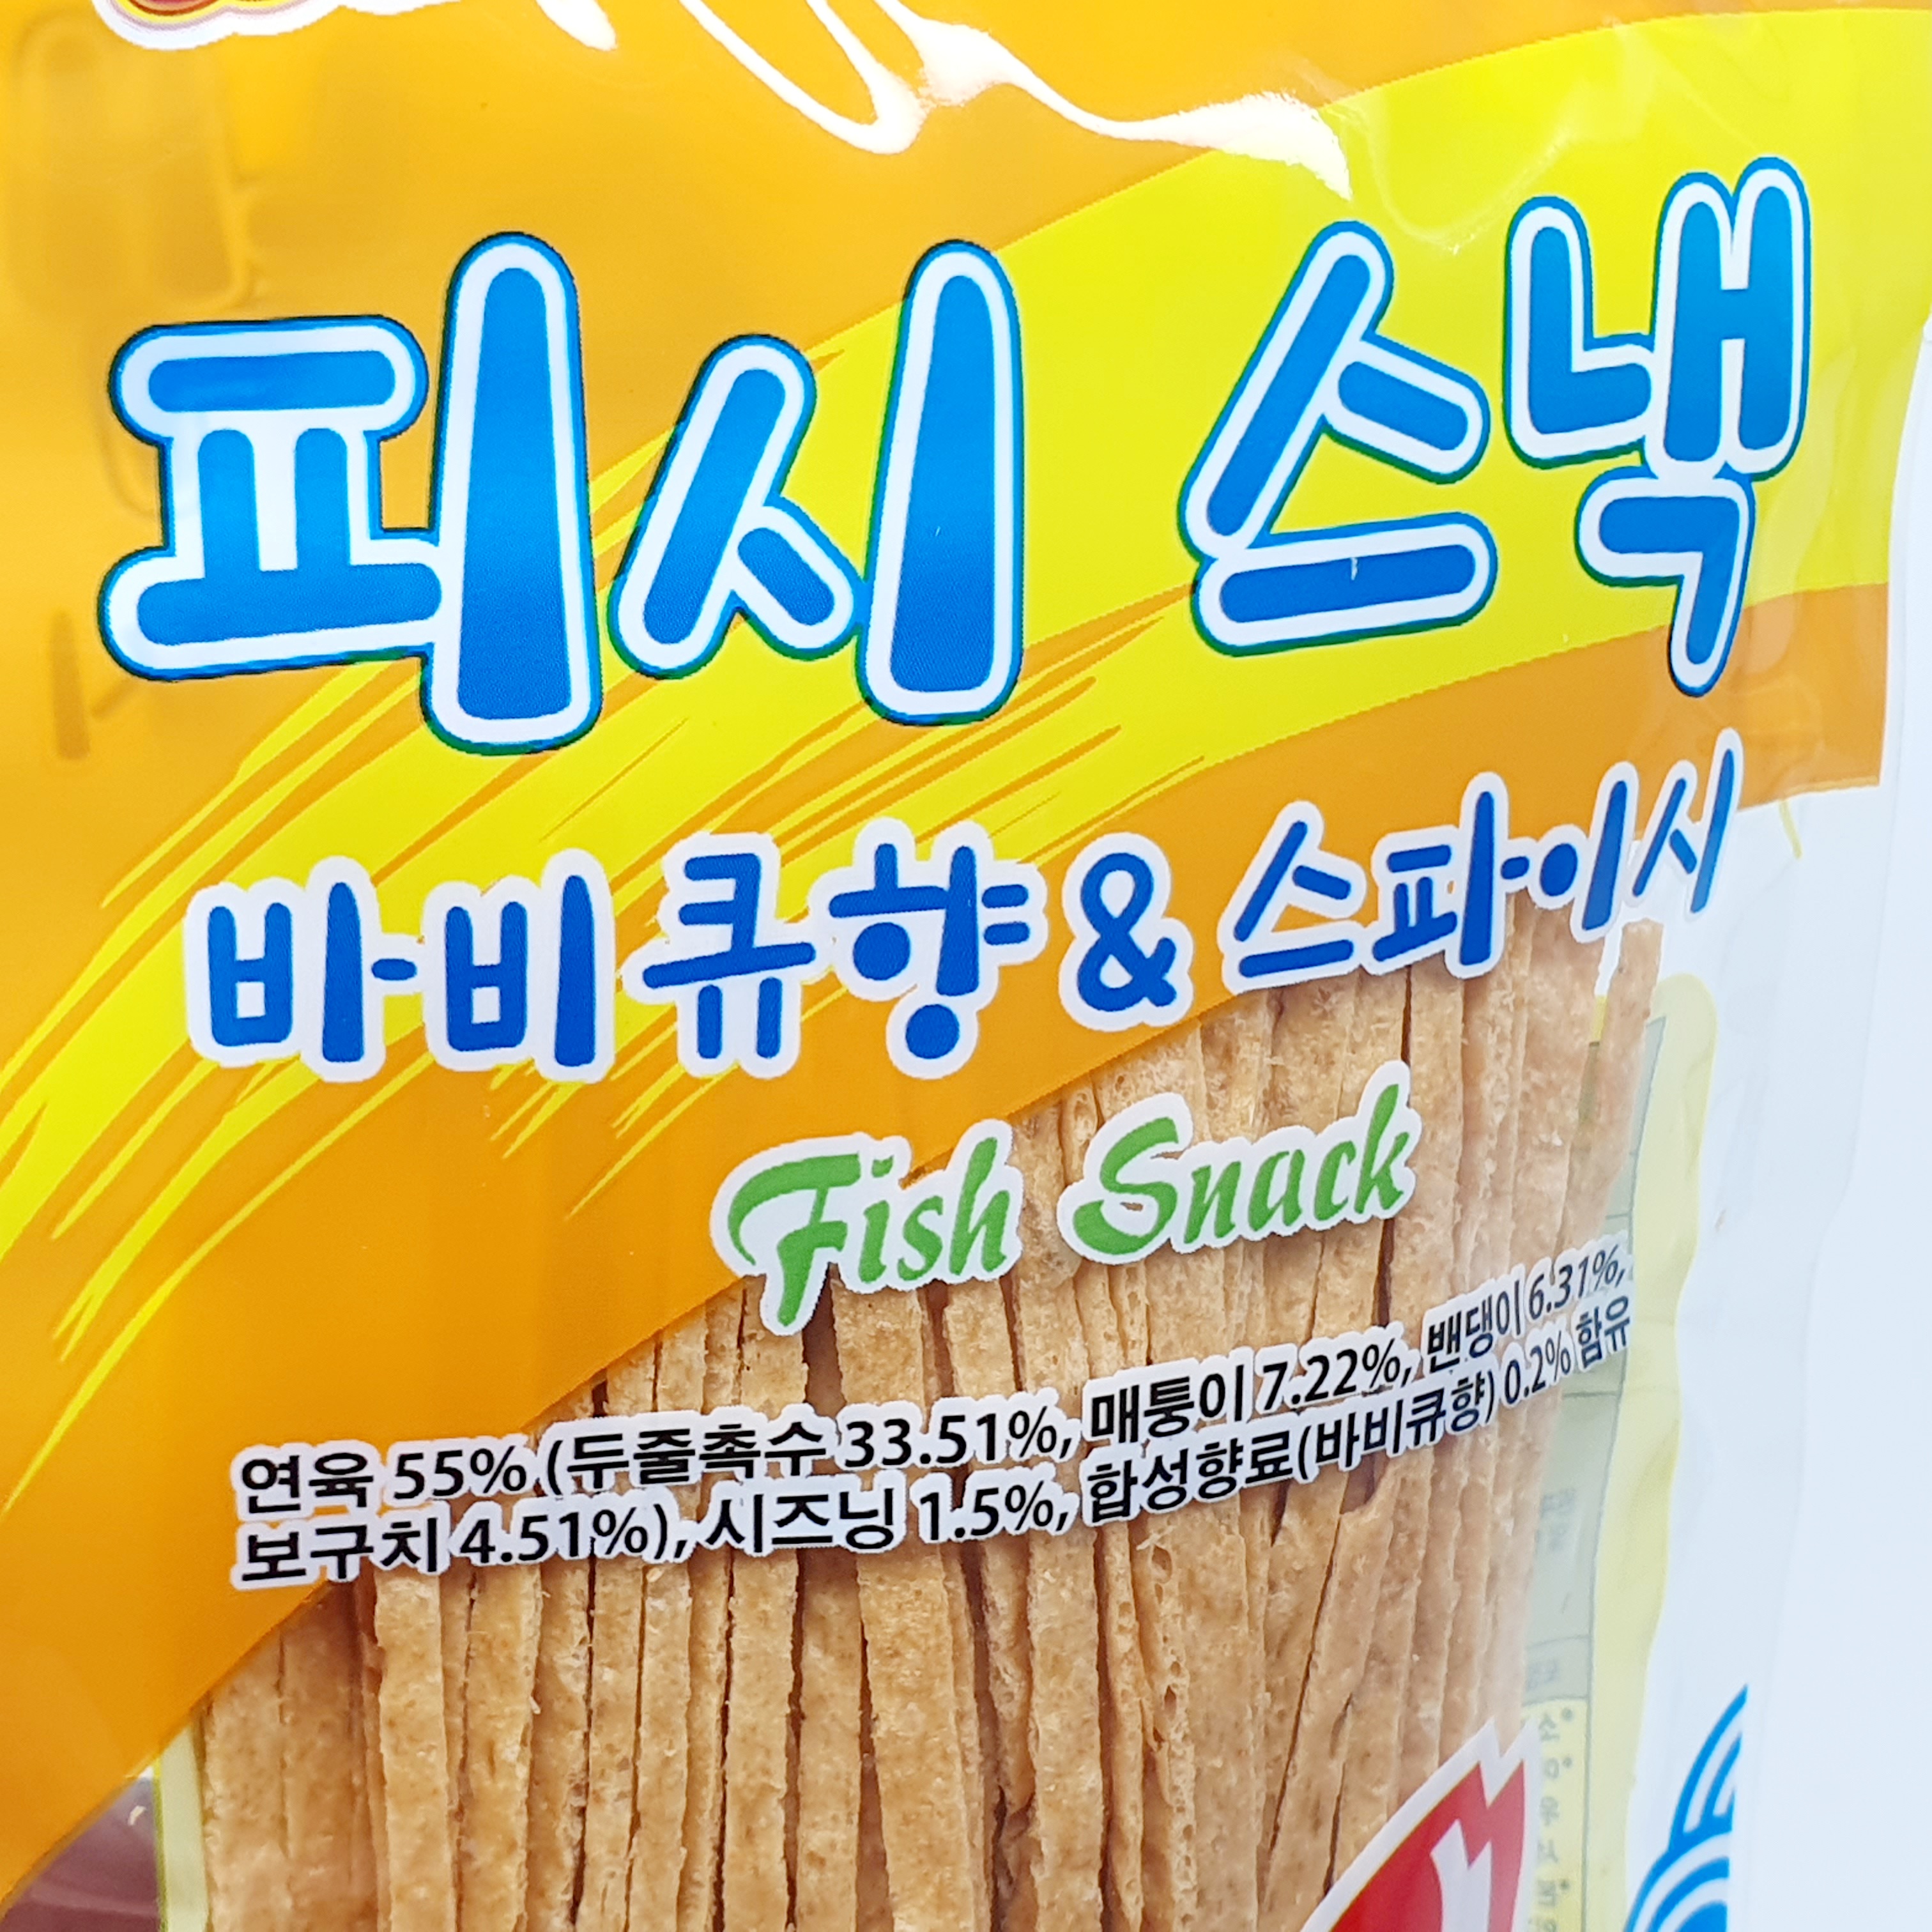 피시 스낵
바비큐향 & 스파이시
Fish Snack
연육 55% (두줄촉수 33.51%, 매퉁이 7.22%, 밴댕이 6.31%,
보구치 4.51%), 시즈닝 1.5%, 합성향료(바비큐향) 0.2% 함유